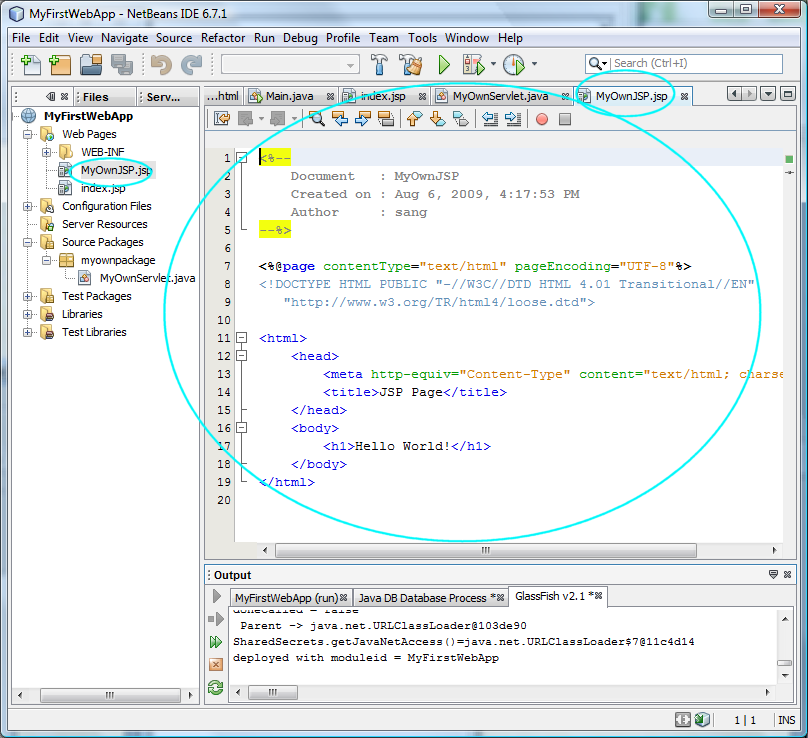 MyFirstWebApp - NetBeans IDE 6.7.1
File Edit View Navigate Source Refactor Run Debug Profile Team Tools Window Help
Search (Ctrl+I)
Files Serv...
...html Main.java index.jsp MyOwnServlet.java MyOwnJSP.jsp
MyFirstWebApp
Web Pages
WEB-INF
MyOwnJSP.jsp
index.jsp
Configuration Files
Server Resources
Source Packages
myownpackage
MyOwnServlet.java
Test Packages
Libraries
Test Libraries
1 <%--
2 Document : MyOwnJSP
3 Created on : Aug 6, 2009, 4:17:53 PM
4 Author : sang
5 --%>
6
7 <%@page contentType="text/html" pageEncoding="UTF-8"%>
8 <!DOCTYPE HTML PUBLIC "-//W3C//DTD HTML 4.01 Transitional//EN"
9 "http://www.w3.org/TR/html4/loose.dtd">
10
11 <html>
12 <head>
13 <meta http-equiv="Content-Type" content="text/html; charse
14 <title>JSP Page</title>
15 </head>
16 <body>
17 <h1>Hello World!</h1>
18 </body>
19 </html>
20
Output
MyFirstWebApp (run) Java DB Database Process * GlassFish v2.1 *
doneCalled = false
Parent -> java.net.URLClassLoader@103de90
SharedSecrets.getJavaNetAccess()=java.net.URLClassLoader$7@11c4d14
deployed with moduleid = MyFirstWebApp
1 | 1 INS